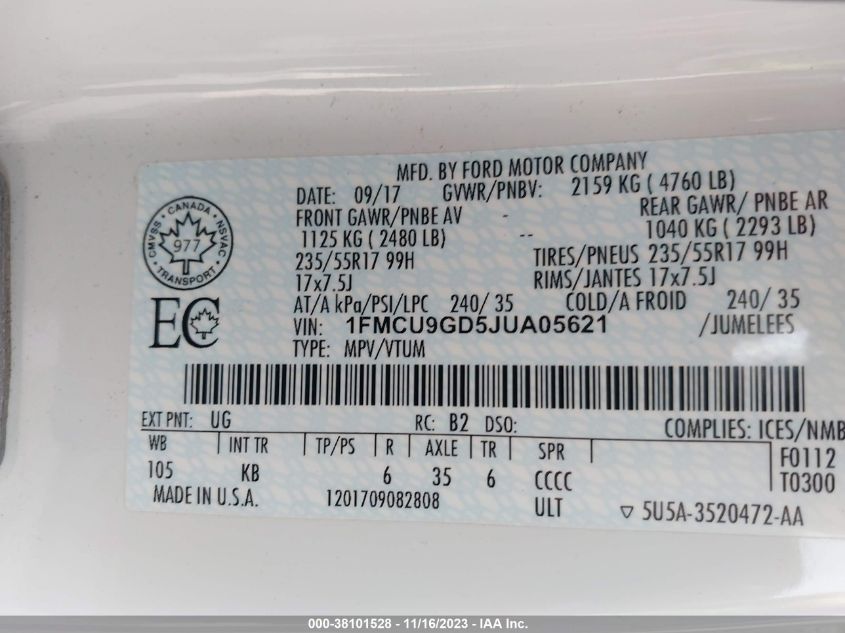 MFD. BY FORD MOTOR COMPANY
DATE: 09/17 GVWR/PNBV: 2159 KG ( 4760 LB)
FRONT GAWR/PNBE AV - REAR GAWR/ PNBE AR
1125 KG ( 2480 LB) -- 1040 KG ( 2293 LB)
235/55R17 99H TIRES/PNEUS 235/55R17 99H
17x7.5J RIMS/JANTES 17x7.5J
AT/A kPa/PSI/LPC 240/ 35 COLD/A FROID 240/ 35
VIN: 1FMCU9GD5JUA05621 /JUMELEES
TYPE: MPV/VTUM
CANADA
CMVSS NSVAC
977
TRANSPORT
EC
EXT PNT: UG RC: B2 DSO: COMPLIES: ICES/NMB
WB INT TR TP/PS R AXLE TR SPR F0112
105 KB 6 35 6 CCCC T0300
MADE IN U.S.A. 1201709082808 ULT ▽ 5U5A-3520472-AA
000-38101528 - 11/16/2023 - IAA Inc.